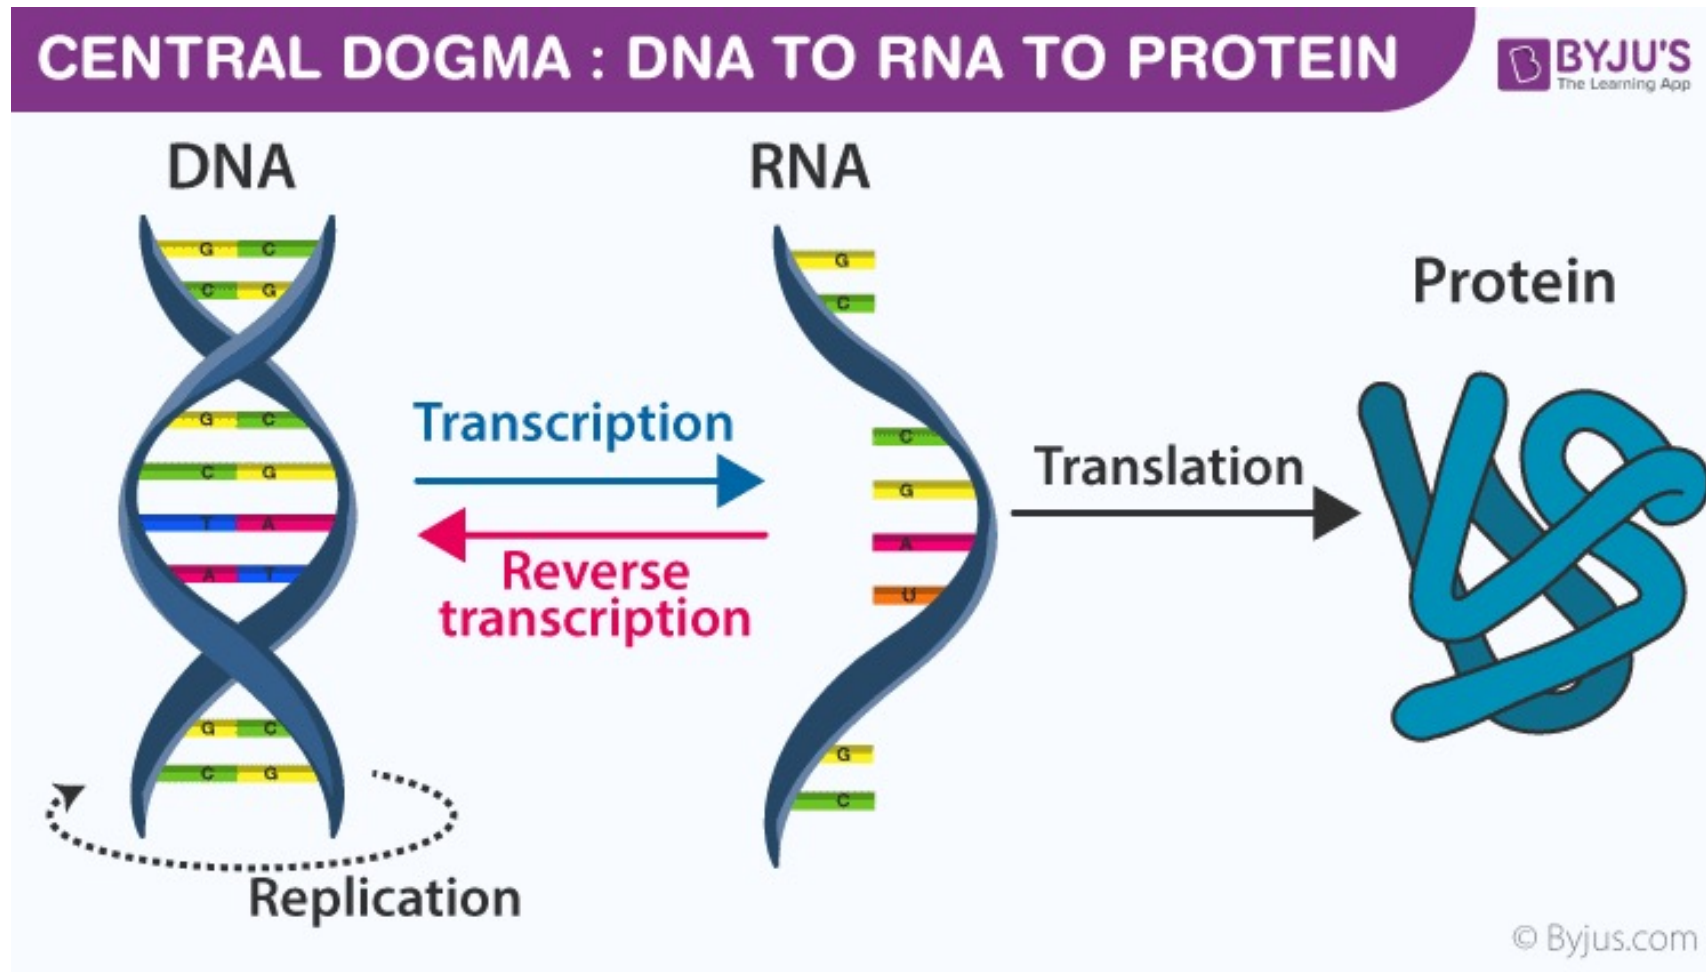 CENTRAL DOGMA : DNA TO RNA TO PROTEIN
BYJU'S
The Learning App
DNA
G C
C G
G C
C G
T A
A T
G C
C G
Replication
Transcription
Reverse
transcription
RNA
G
C
C
G
A
U
G
C
Translation
Protein
© Byjus.com